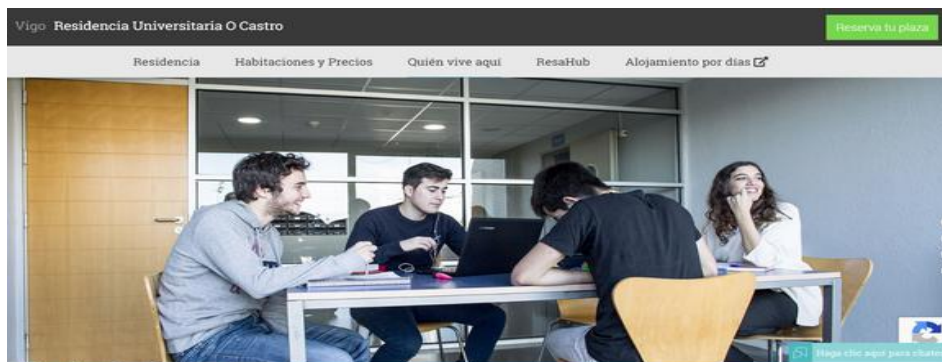 Vigo Residencia Universitaria O Castro
Reserva tu plaza
Residencia Habitaciones y Precios Quién vive aquí ResaHub Alojamiento por días
Haga clic aquí para chatea